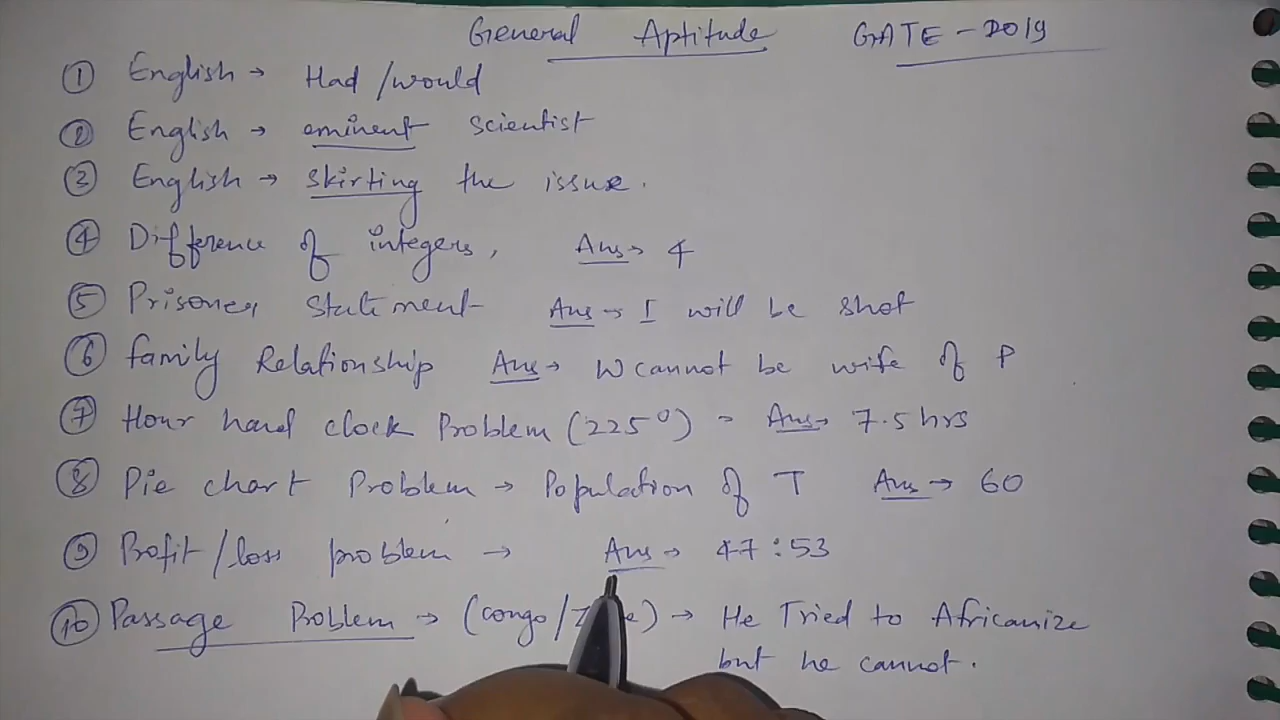 General Aptitude GATE - 2019
① English → Had / would
② English → eminent scientist
③ English → skirting the issue.
④ Difference of integers, Ans → 4
⑤ Prisoner statement Ans → I will be shot
⑥ family Relationship Ans → W cannot be wife of P
⑦ Hour hand clock Problem (225°) - Ans → 7.5 hrs
⑧ Pie chart Problem → Population of T Ans → 60
⑨ Profit / loss problem → Ans → 47:53
⑩ Passage Problem → (congo / → He Tried to Africanize
but he cannot.